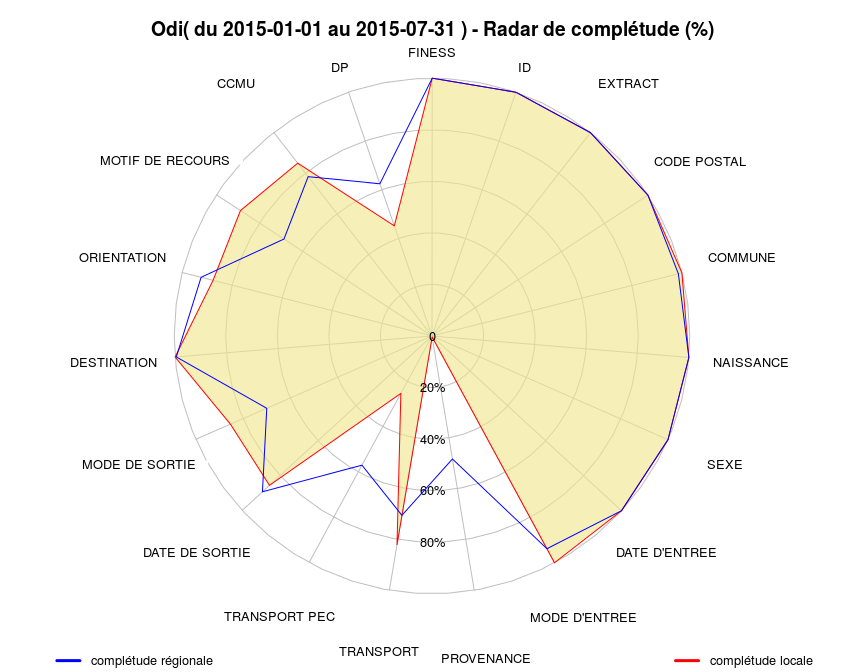 Odi( du 2015-01-01 au 2015-07-31 ) - Radar de complétude (%)
FINESS
ID
EXTRACT
CODE POSTAL
COMMUNE
NAISSANCE
SEXE
DATE D'ENTREE
MODE D'ENTREE
PROVENANCE
TRANSPORT
TRANSPORT PEC
DATE DE SORTIE
MODE DE SORTIE
DESTINATION
ORIENTATION
MOTIF DE RECOURS
CCMU
DP
0
20%
40%
60%
80%
complétude régionale
complétude locale